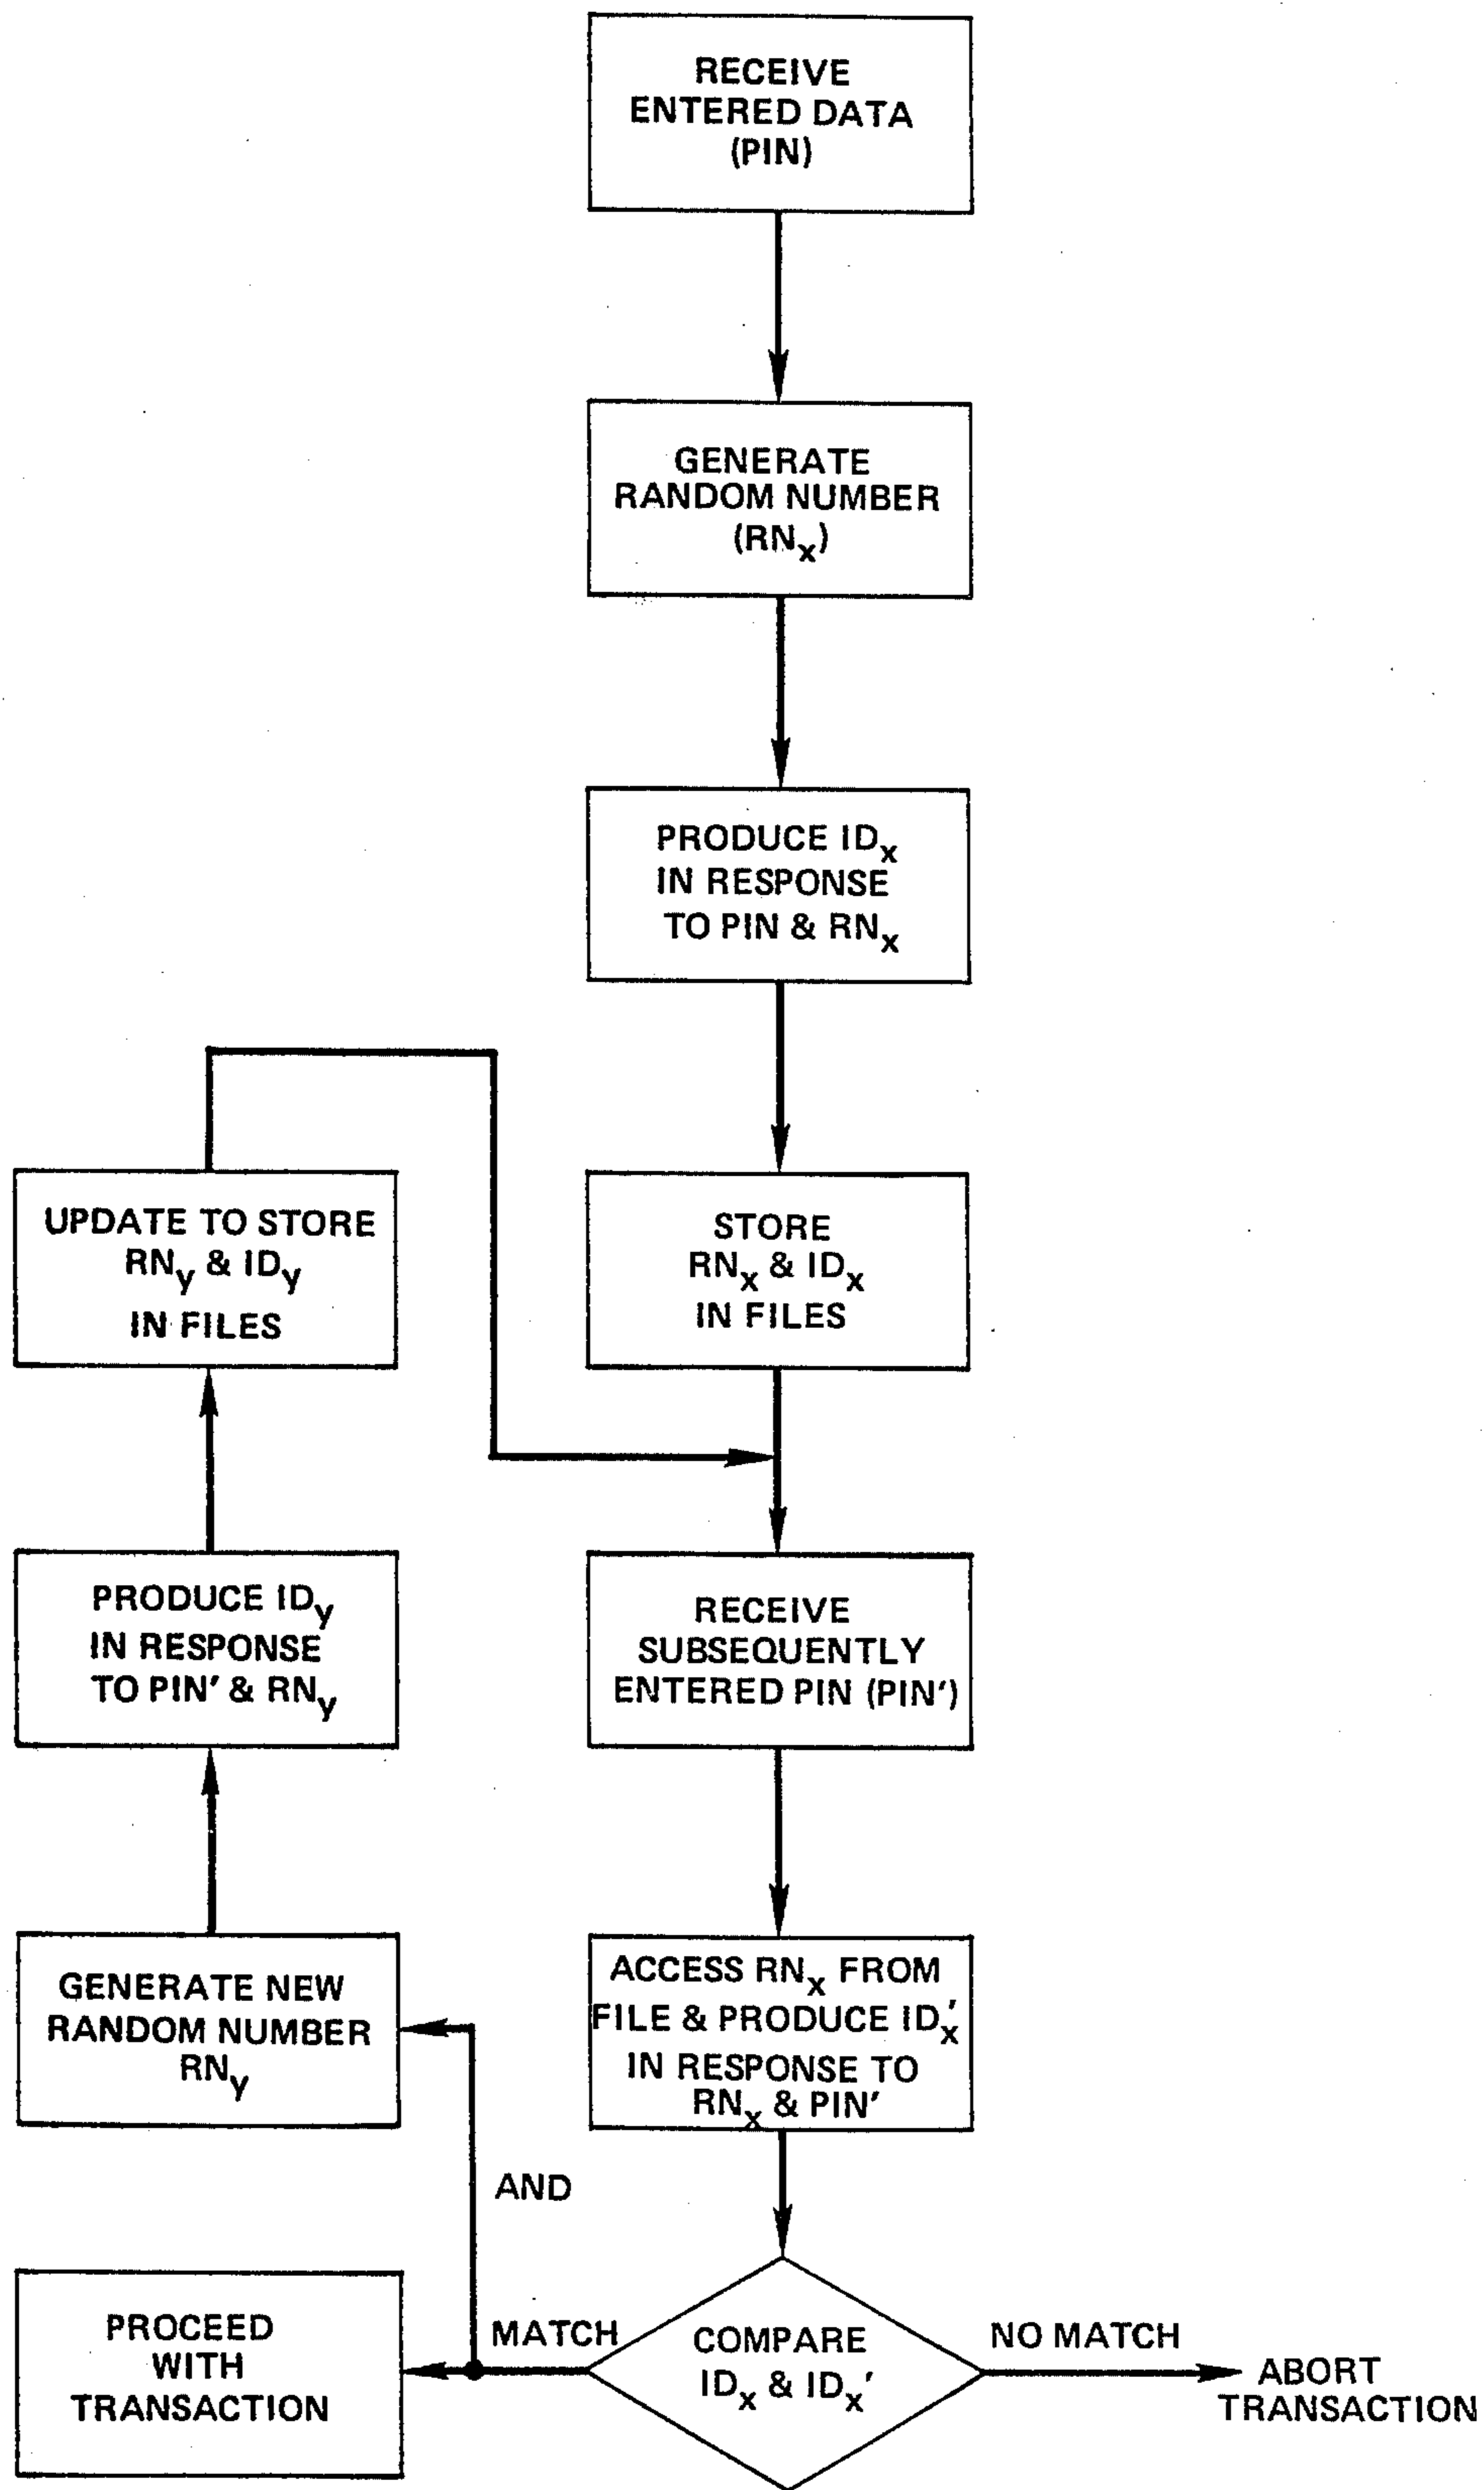 RECEIVE
ENTERED DATA
(PIN)
GENERATE
RANDOM NUMBER
(RNx)
PRODUCE IDx
IN RESPONSE
TO PIN & RNx
STORE
RNx & IDx
IN FILES
RECEIVE
SUBSEQUENTLY
ENTERED PIN (PIN')
ACCESS RNx FROM
FILE & PRODUCE IDx'
IN RESPONSE TO
RNx & PIN'
COMPARE
IDx & IDx'
NO MATCH
ABORT
TRANSACTION
MATCH
AND
PROCEED
WITH
TRANSACTION
GENERATE NEW
RANDOM NUMBER
RNy
PRODUCE IDy
IN RESPONSE
TO PIN' & RNy
UPDATE TO STORE
RNy & IDy
IN FILES